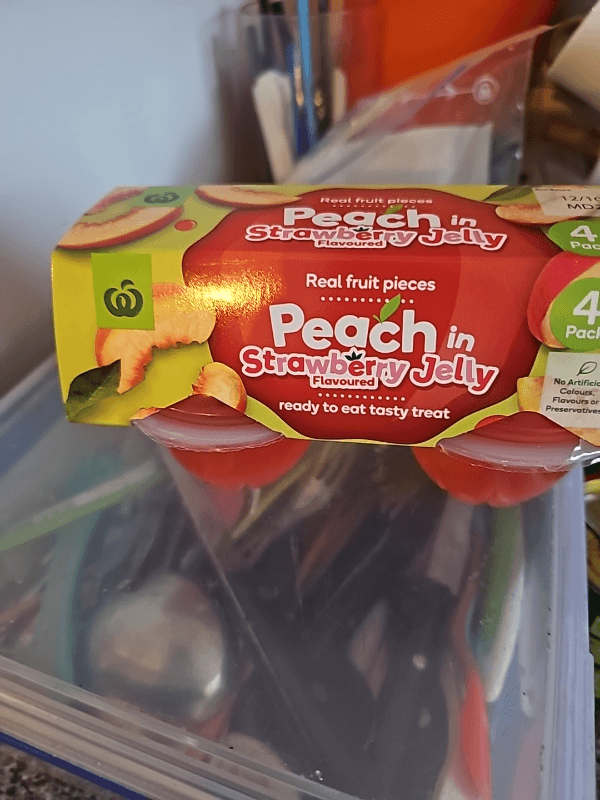 Real fruit pieces
Peach in
Strawberry Jelly
Flavoured
4
Real fruit pieces
Peach in
Strawberry Jelly
Flavoured
ready to eat tasty treat
4
No Artificial
Colours,
Flavours or
Preservatives